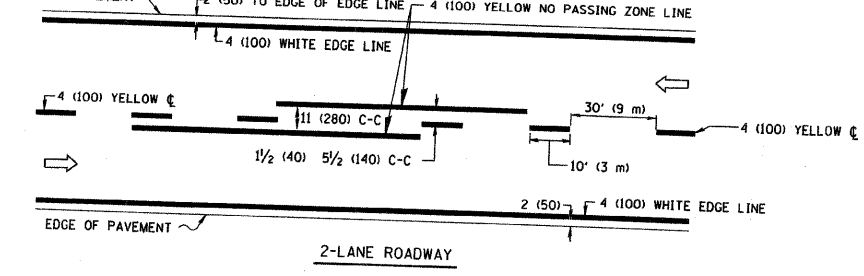 2 (50) TO EDGE OF EDGE LINE
4 (100) YELLOW NO PASSING ZONE LINE
4 (100) WHITE EDGE LINE
4 (100) YELLOW ℄
30' (9 m)
11 (280) C-C
4 (100) YELLOW ℄
1½ (40)
5½ (140) C-C
10' (3 m)
2 (50)
4 (100) WHITE EDGE LINE
EDGE OF PAVEMENT
2-LANE ROADWAY